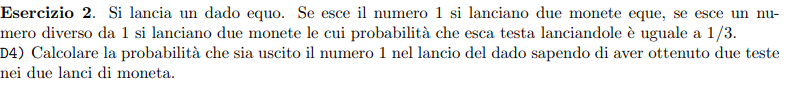 Esercizio 2. Si lancia un dado equo. Se esce il numero 1 si lanciano due monete eque, se esce un nu-
mero diverso da 1 si lanciano due monete le cui probabilità che esca testa lanciandole è uguale a 1/3.
D4) Calcolare la probabilità che sia uscito il numero 1 nel lancio del dado sapendo di aver ottenuto due teste
nei due lanci di moneta.